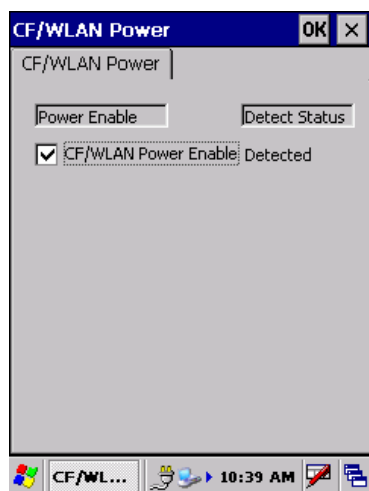 CF/WLAN Power OK ×
CF/WLAN Power
Power Enable Detect Status
CF/WLAN Power Enable Detected
CF/WL... 10:39 AM